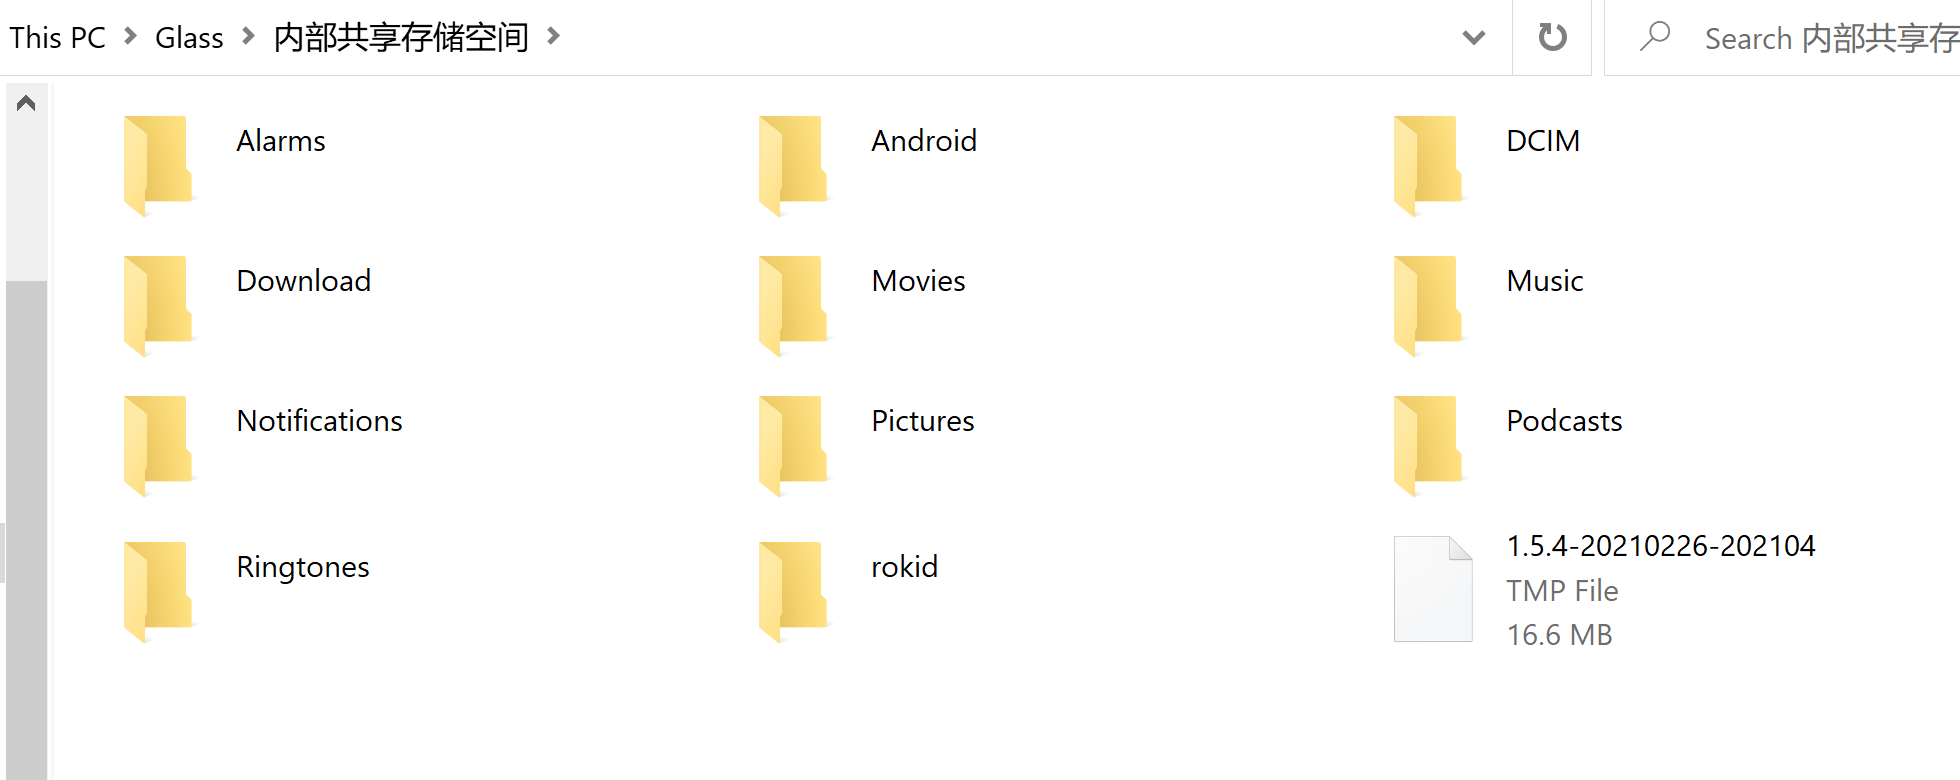 This PC Glass 内部共享存储空间 Search 内部共享存
Alarms Android DCIM
Download Movies Music
Notifications Pictures Podcasts
Ringtones rokid 1.5.4-20210226-202104
TMP File
16.6 MB